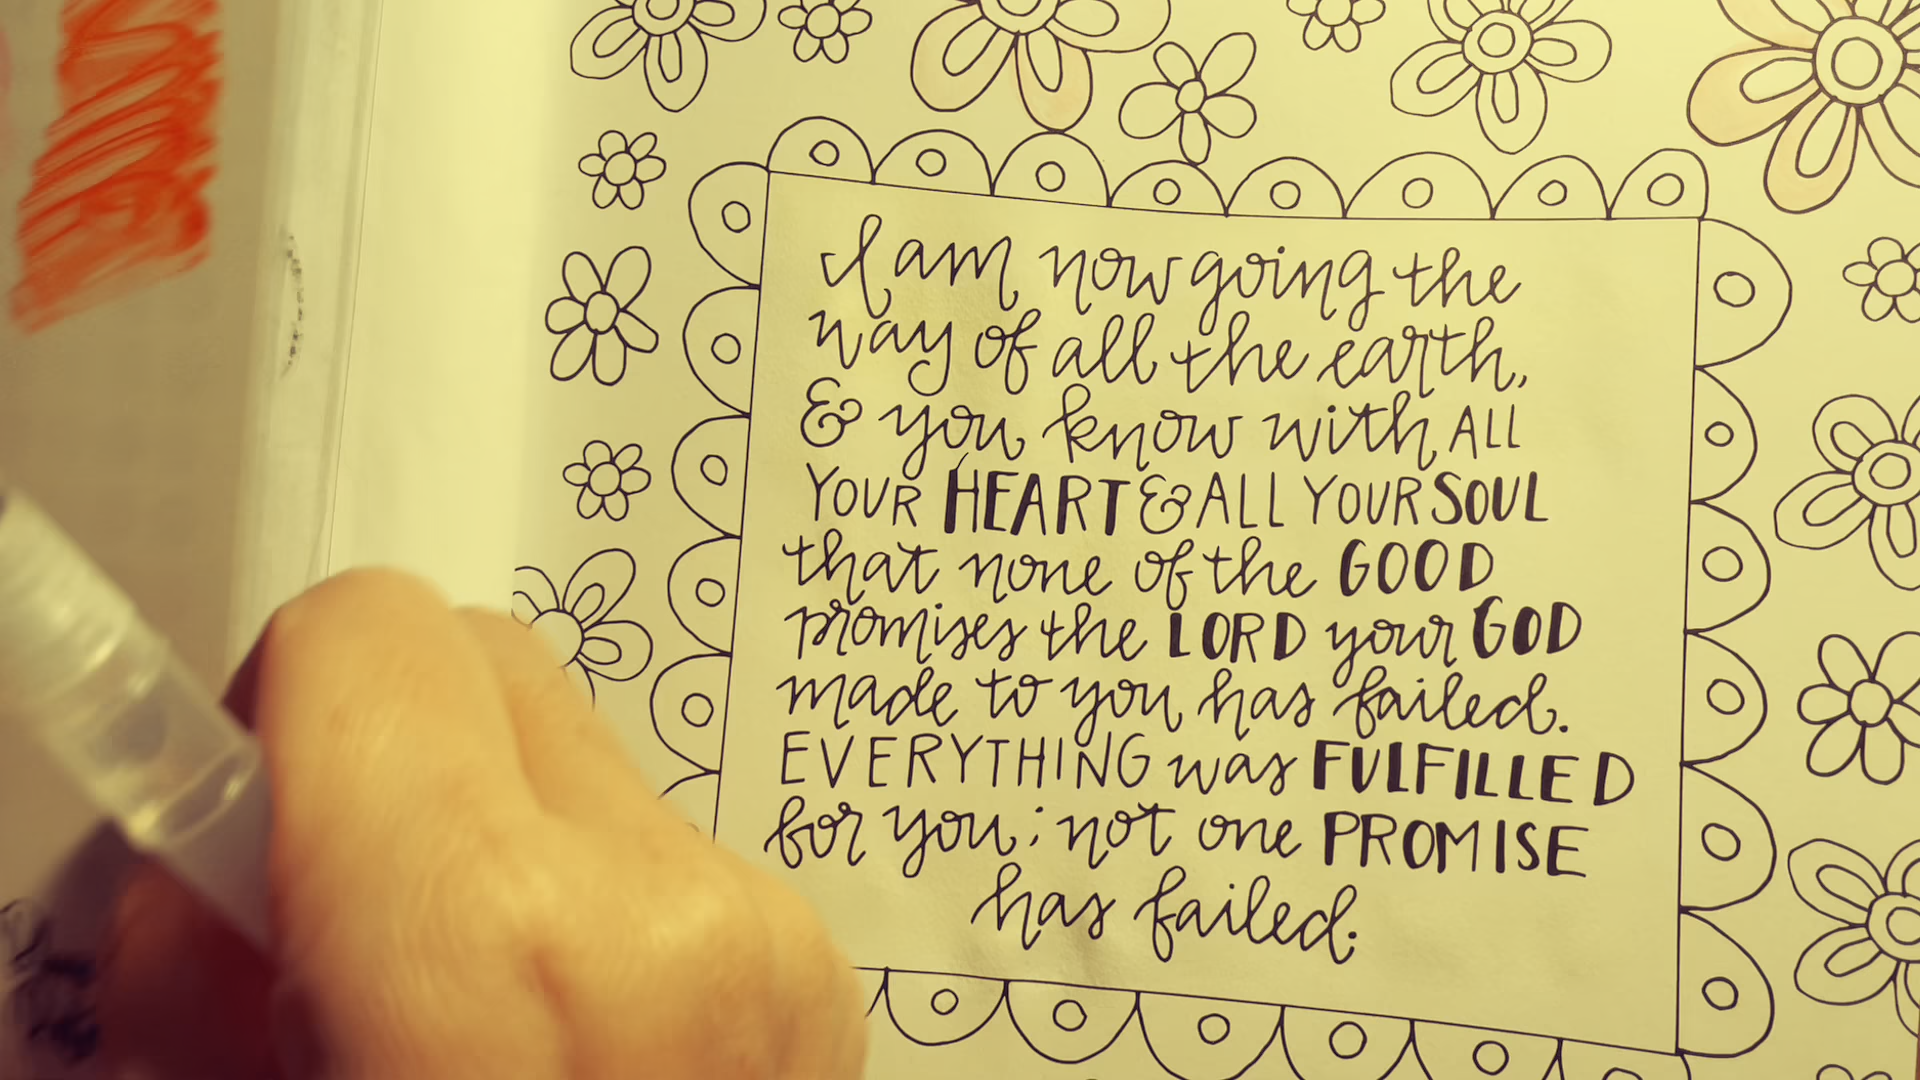 I am now going the
way of all the earth,
& you know with ALL
YOUR HEART & ALL YOUR SOUL
that none of the GOOD
promises the LORD your GOD
made to you has failed.
EVERYTHING was FULFILLED
for you; not one PROMISE
has failed.